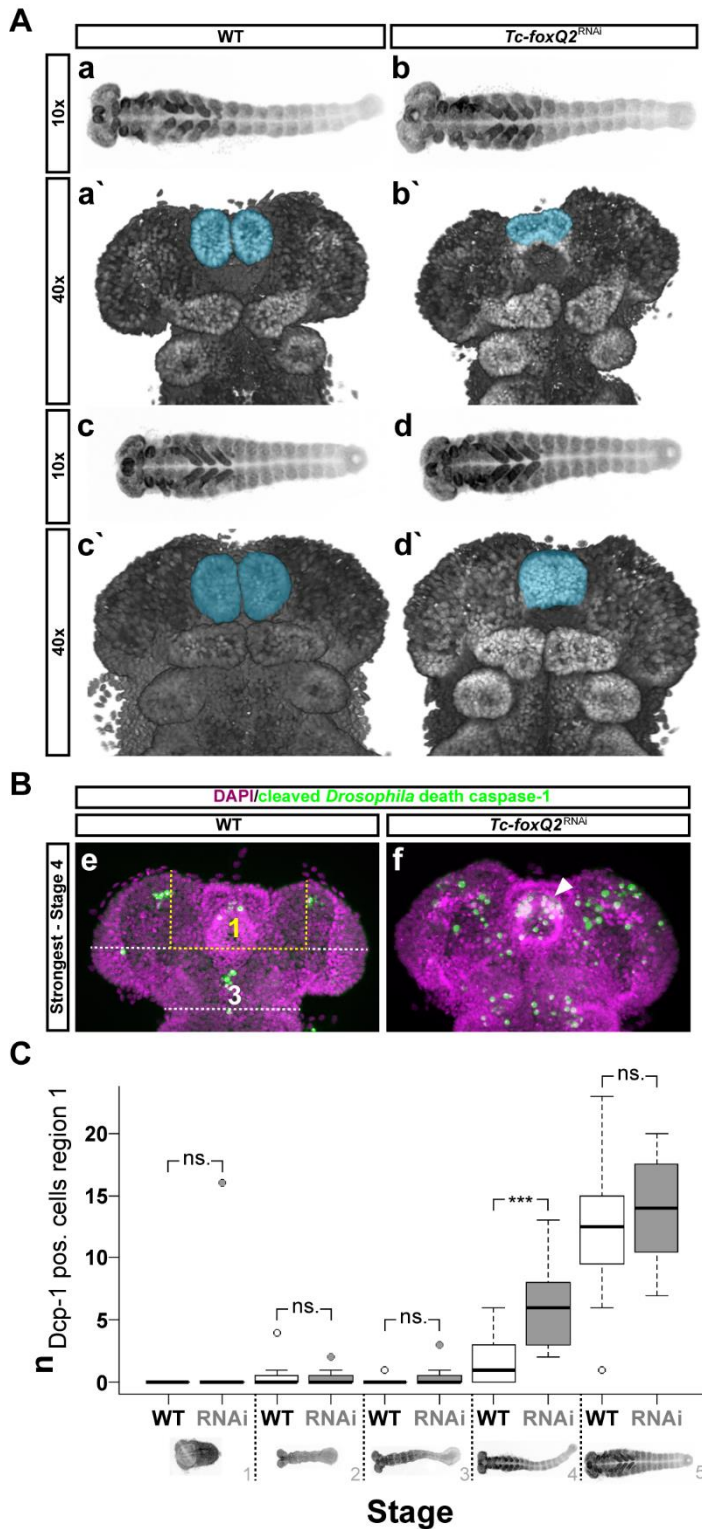 A
WT
Tc-foxQ2RNAi
10x
a
b
40x
a`
b`
10x
c
d
40x
c`
d`
B
DAPI/cleaved Drosophila death caspase-1
WT
Tc-foxQ2RNAi
Strongest - Stage 4
e
f
1
3
C
n Dcp-1 pos. cells region 1
20
15
10
5
0
ns.
ns.
ns.
***
ns.
WT RNAi WT RNAi WT RNAi WT RNAi WT RNAi
1 2 3 4 5
Stage